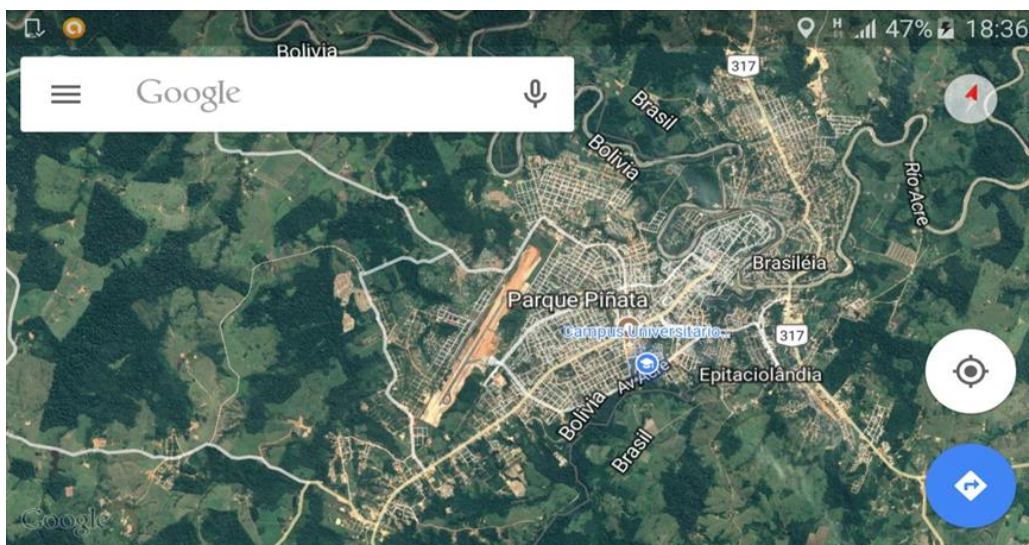 47% 18:36
Bolivia
Google
317
Brasil
Bolivia
Río Acre
Brasiléia
Parque Piñata
Campus Universitario...
317
Av Acre
Epitaciolândia
Bolivia
Brasil
Google